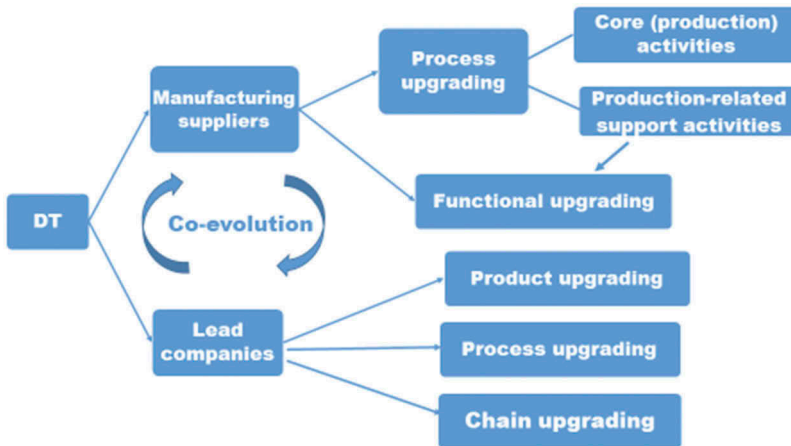 Core (production)
activities
Process
upgrading
Manufacturing
suppliers
Production-related
support activities
Functional upgrading
DT
Co-evolution
Product upgrading
Lead
companies
Process upgrading
Chain upgrading